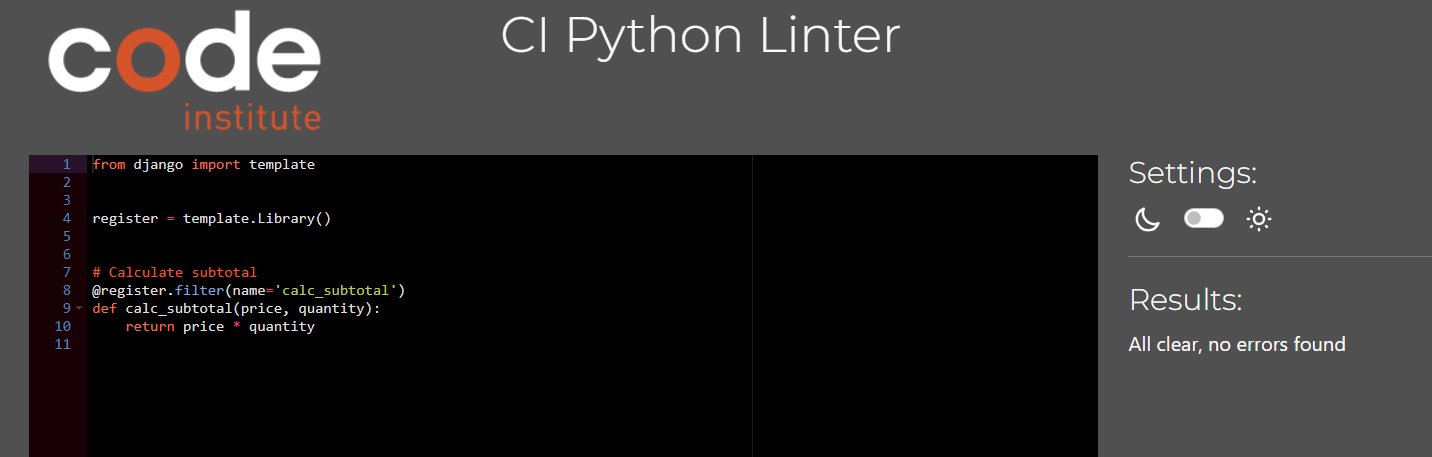 code
institute
CI Python Linter
1 from django import template
2
3
4 register = template.Library()
5
6
7 # Calculate subtotal
8 @register.filter(name='calc_subtotal')
9 def calc_subtotal(price, quantity):
10     return price * quantity
11
Settings:
Results:
All clear, no errors found